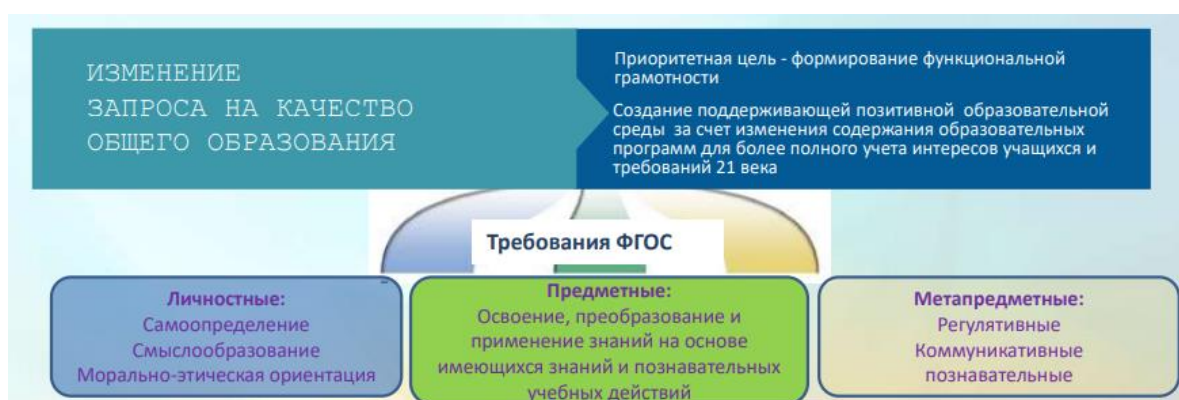 ИЗМЕНЕНИЕ
ЗАПРОСА НА КАЧЕСТВО
ОБЩЕГО ОБРАЗОВАНИЯ
Приоритетная цель - формирование функциональной
грамотности
Создание поддерживающей позитивной образовательной
среды за счет изменения содержания образовательных
программ для более полного учета интересов учащихся и
требований 21 века
Требования ФГОС
Личностные:
Самоопределение
Смыслообразование
Морально-этическая ориентация
Предметные:
Освоение, преобразование и
применение знаний на основе
имеющихся знаний и познавательных
учебных действий
Метапредметные:
Регулятивные
Коммуникативные
познавательные